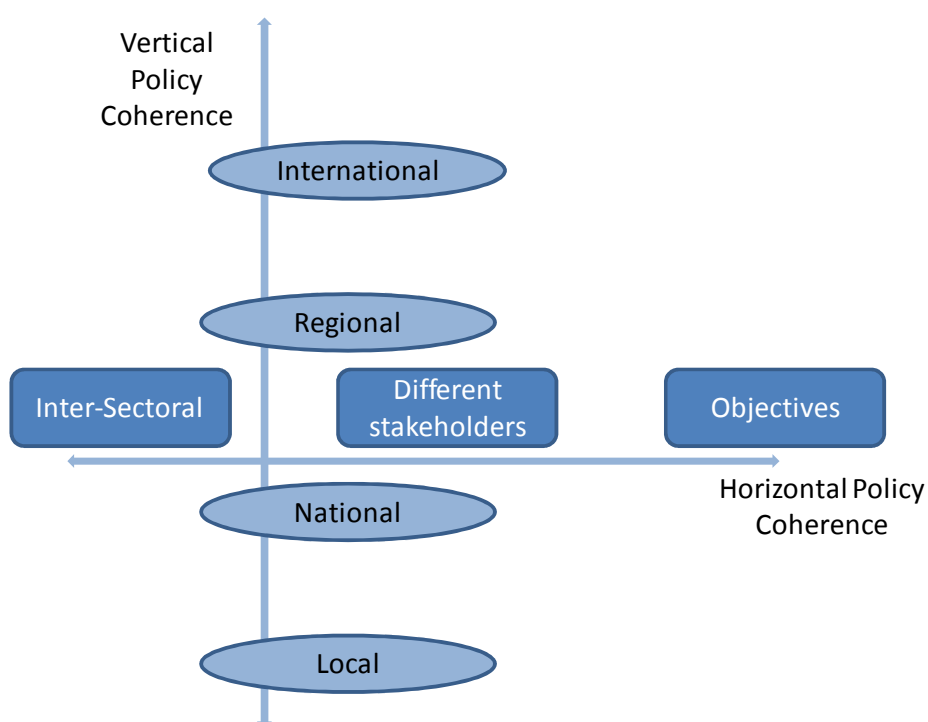 Vertical
Policy
Coherence
International
Regional
Inter-Sectoral
Different
stakeholders
Objectives
Horizontal Policy
Coherence
National
Local